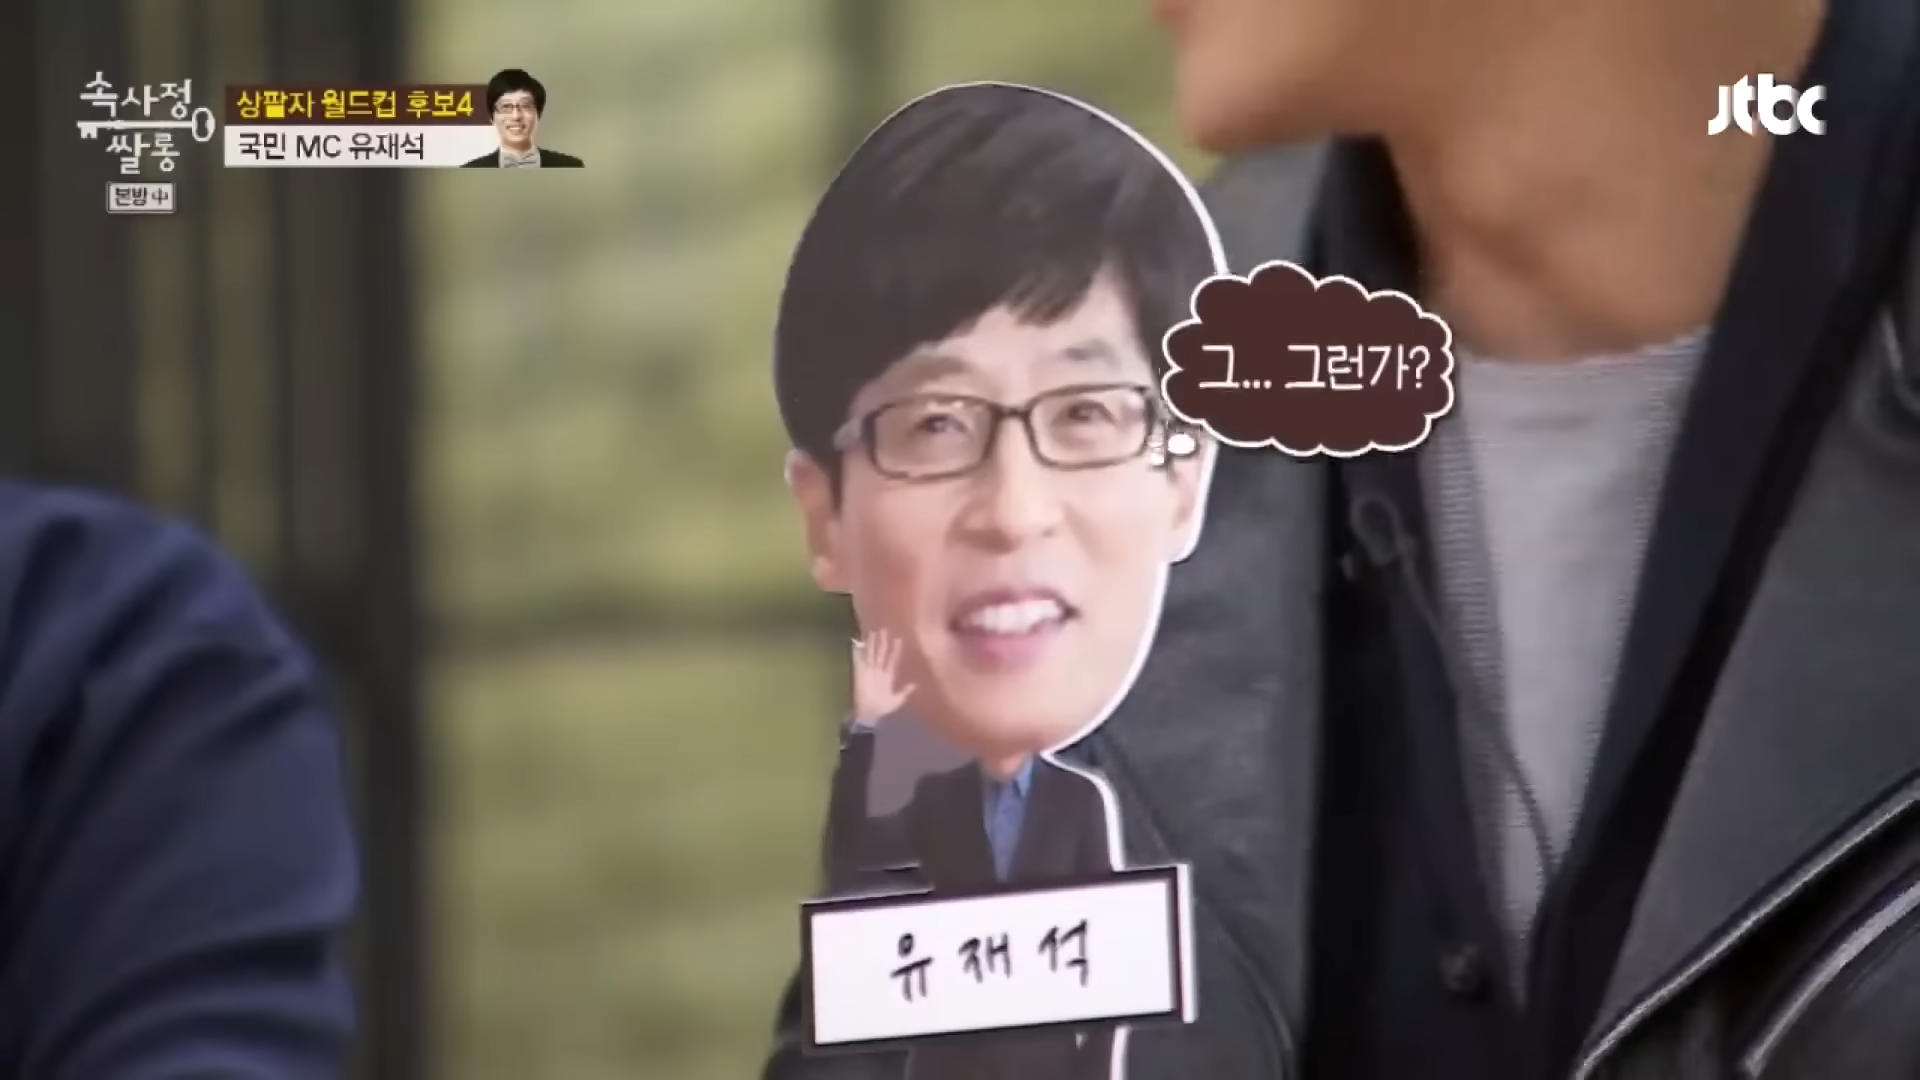 속사정
쌀롱
본방 中
상팔자 월드컵 후보4
국민 MC 유재석
jtbc
그... 그런가?
유재석